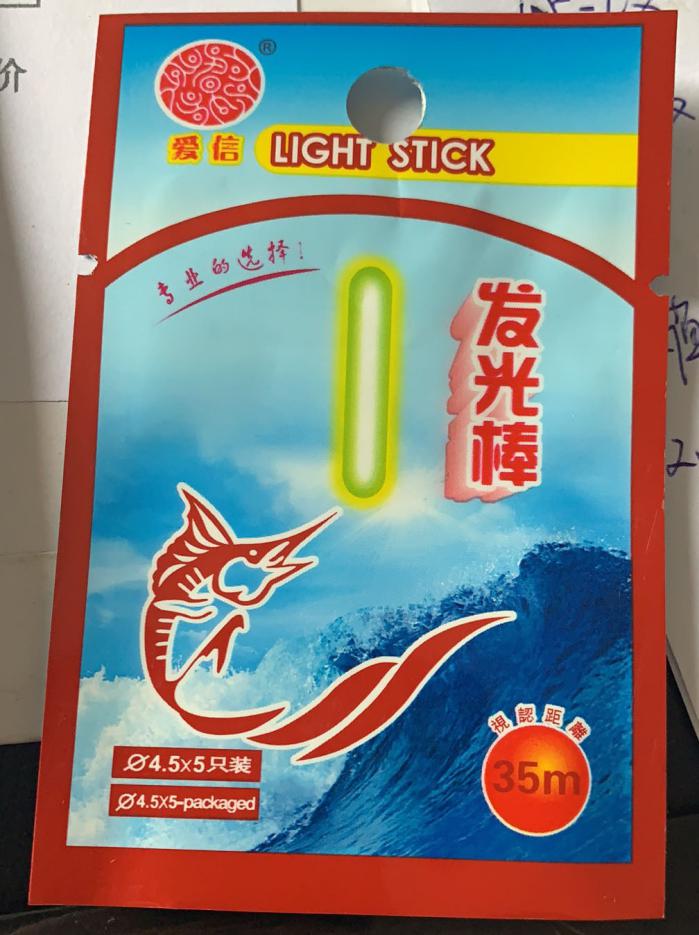 价
®
爱信
LIGHT STICK
专业的选择!
发光棒
Ø4.5X5只装
Ø4.5X5-packaged
視認距離
35m